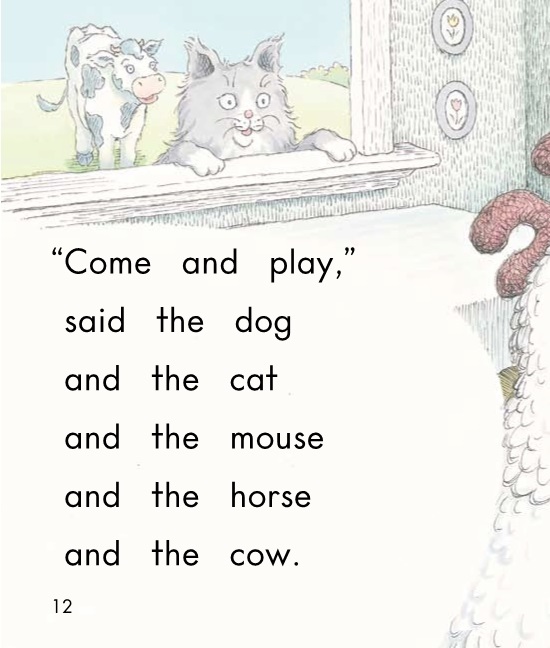 “Come and play,”
said the dog
and the cat
and the mouse
and the horse
and the cow.
12